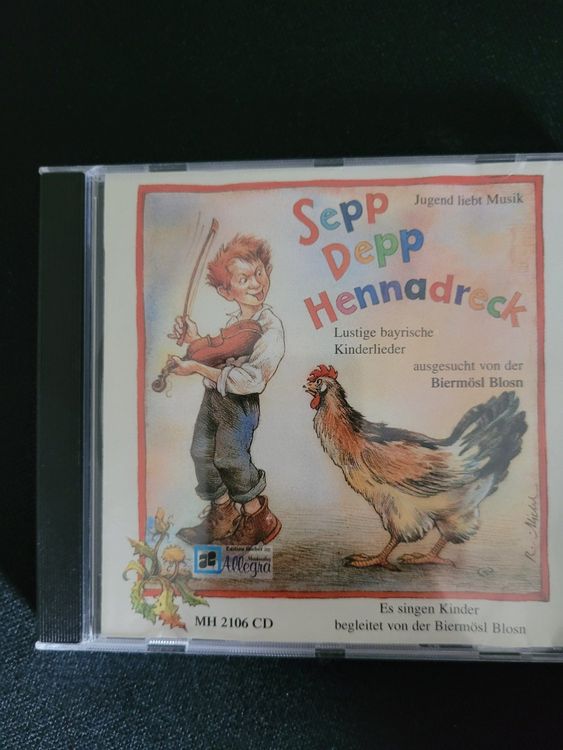 Jugend liebt Musik
Sepp
Depp
Hennadreck
Lustige bayrische
Kinderlieder
ausgesucht von der
Biermösl Blosn
Allegra
MH 2106 CD
Es singen Kinder
begleitet von der Biermösl Blosn